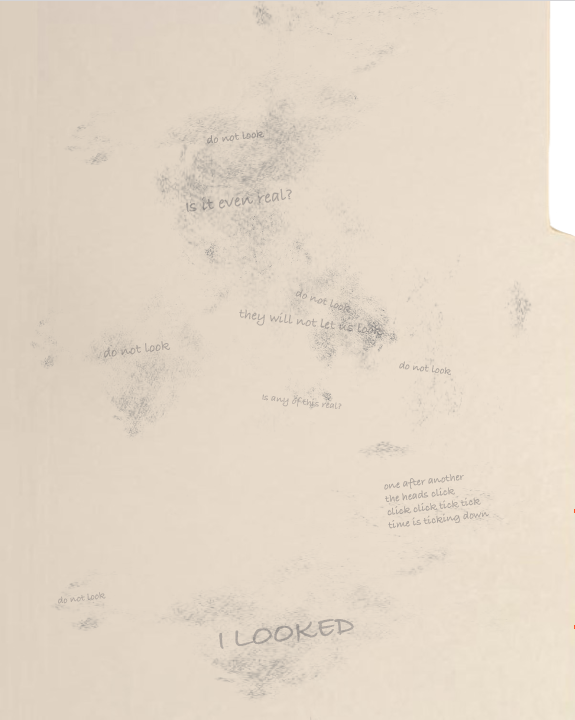 do not look
Is it even real?
do not look
they will not let us look
do not look
do not look
Is any of this real?
one after another
the heads click
click click tick tick
time is ticking down
do not look
I LOOKED